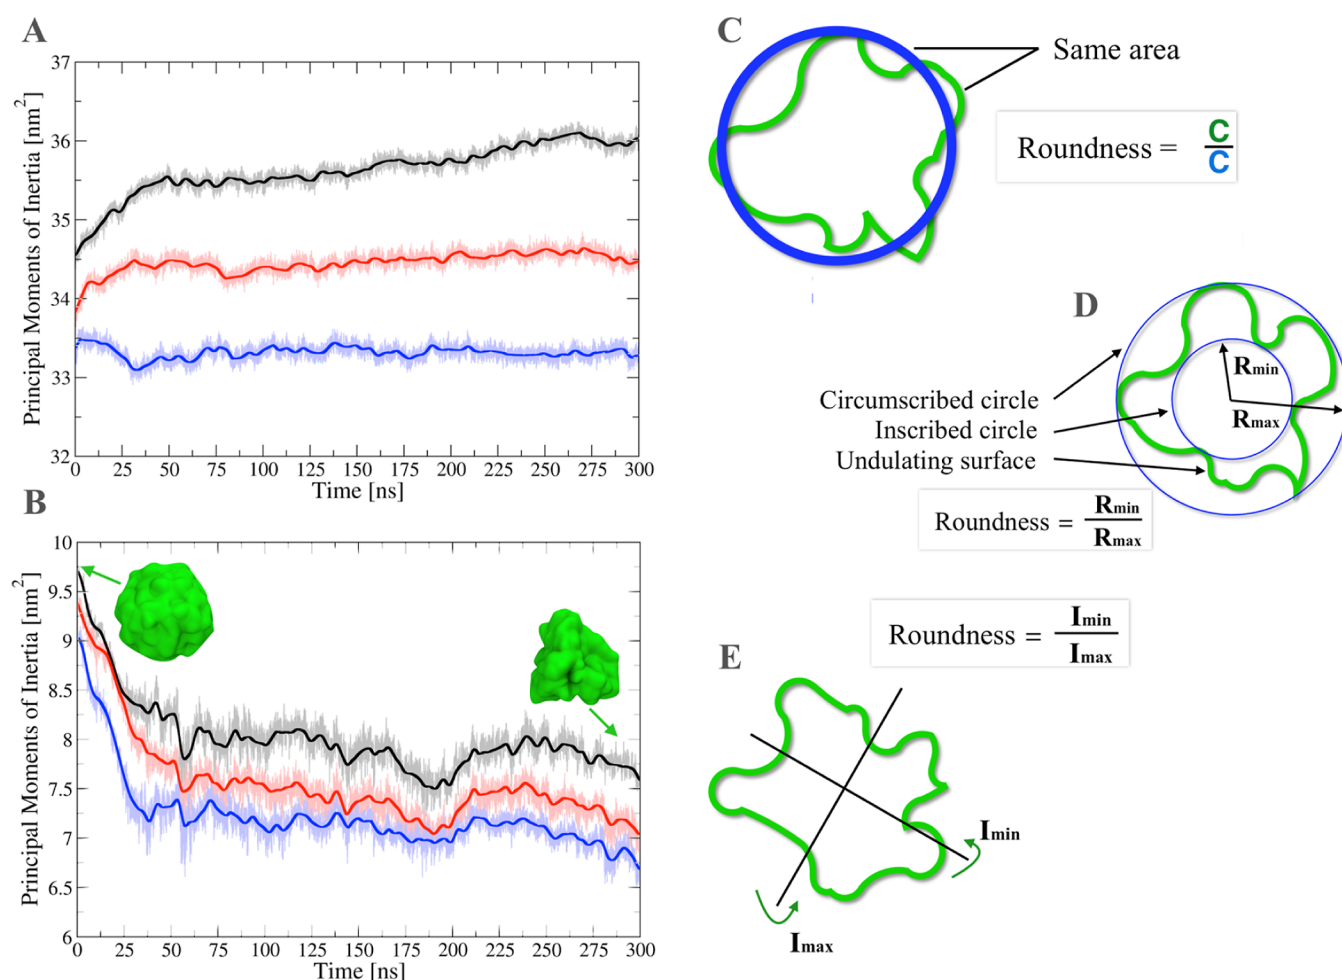 A
Principal Moments of Inertia [nm²]
37
36
35
34
33
32
0 25 50 75 100 125 150 175 200 225 250 275 300
Time [ns]
B
Principal Moments of Inertia [nm²]
10
9.5
9
8.5
8
7.5
7
6.5
6
0 25 50 75 100 125 150 175 200 225 250 275 300
Time [ns]
C
Same area
Roundness = C
C
D
Rmin
Rmax
Circumscribed circle
Inscribed circle
Undulating surface
Roundness = Rmin
Rmax
Roundness = Imin
Imax
E
Imin
Imax